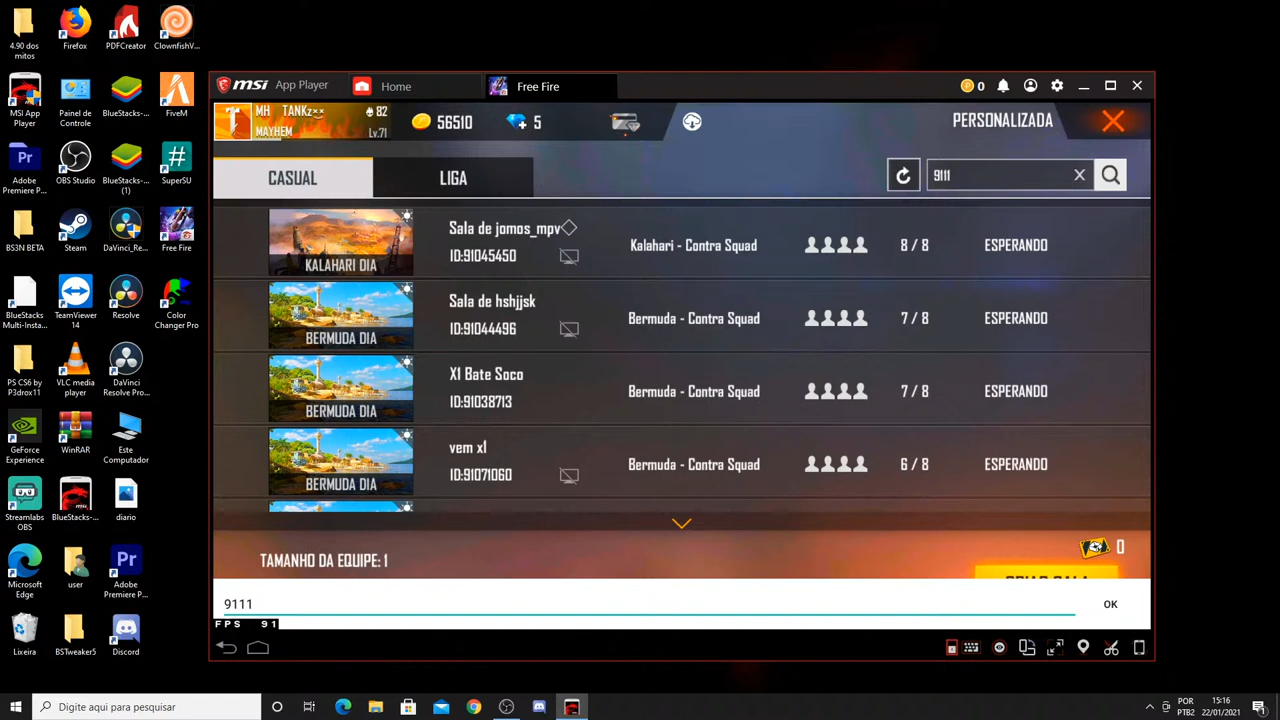 4.90 dos mitos
Firefox
PDFCreator
ClownfishV...
MSI App Player
Painel de Controle
BlueStacks-...
FiveM
Adobe Premiere P...
OBS Studio
BlueStacks-... (1)
SuperSU
BS3N BETA
Steam
DaVinci_Re...
Free Fire
BlueStacks Multi-Insta...
TeamViewer 14
Resolve
Color Changer Pro
PS CS6 by P3drox11
VLC media player
DaVinci Resolve Pro...
GeForce Experience
WinRAR
Este Computador
Streamlabs OBS
BlueStacks-...
diario
Microsoft Edge
user
Adobe Premiere P...
Lixeira
BSTweaker5
Discord
msi App Player
Home
Free Fire
0
MH TANKz××
82
MAYHEM
Lv.71
56510
5
PERSONALIZADA
CASUAL
LIGA
9111
Sala de jomos_mpv◇
ID:91045450
KALAHARI DIA
Kalahari - Contra Squad
8 / 8
ESPERANDO
Sala de hshjjsk
ID:91044496
BERMUDA DIA
Bermuda - Contra Squad
7 / 8
ESPERANDO
X1 Bate Soco
ID:91038713
BERMUDA DIA
Bermuda - Contra Squad
7 / 8
ESPERANDO
vem x1
ID:91071060
BERMUDA DIA
Bermuda - Contra Squad
6 / 8
ESPERANDO
TAMANHO DA EQUIPE: 1
0
CRIAR SALA
9111
OK
FPS 91
Digite aqui para pesquisar
POR
PTB2
15:16
22/01/2021
1